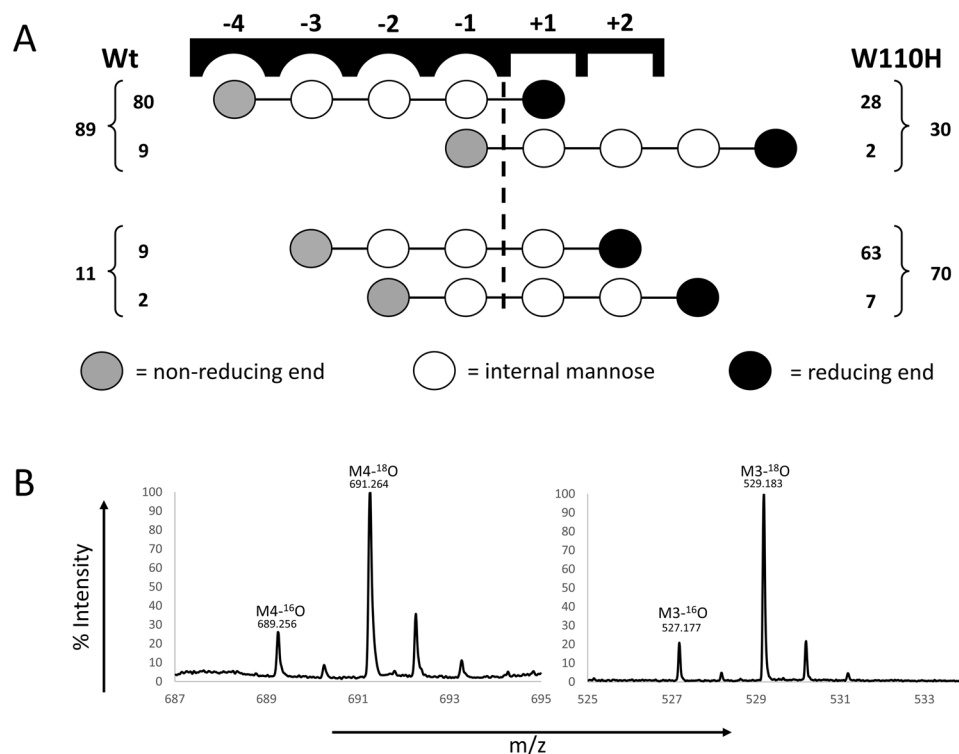 A
-4 -3 -2 -1 +1 +2
Wt
W110H
80
28
89
30
9
2
9
63
11
70
2
7
= non-reducing end
= internal mannose
= reducing end
B
% Intensity
M4-¹⁸O
691.264
M4-¹⁶O
689.256
100
90
80
70
60
50
40
30
20
10
0
687 689 691 693 695
M3-¹⁸O
529.183
M3-¹⁶O
527.177
100
90
80
70
60
50
40
30
20
10
0
525 527 529 531 533
m/z